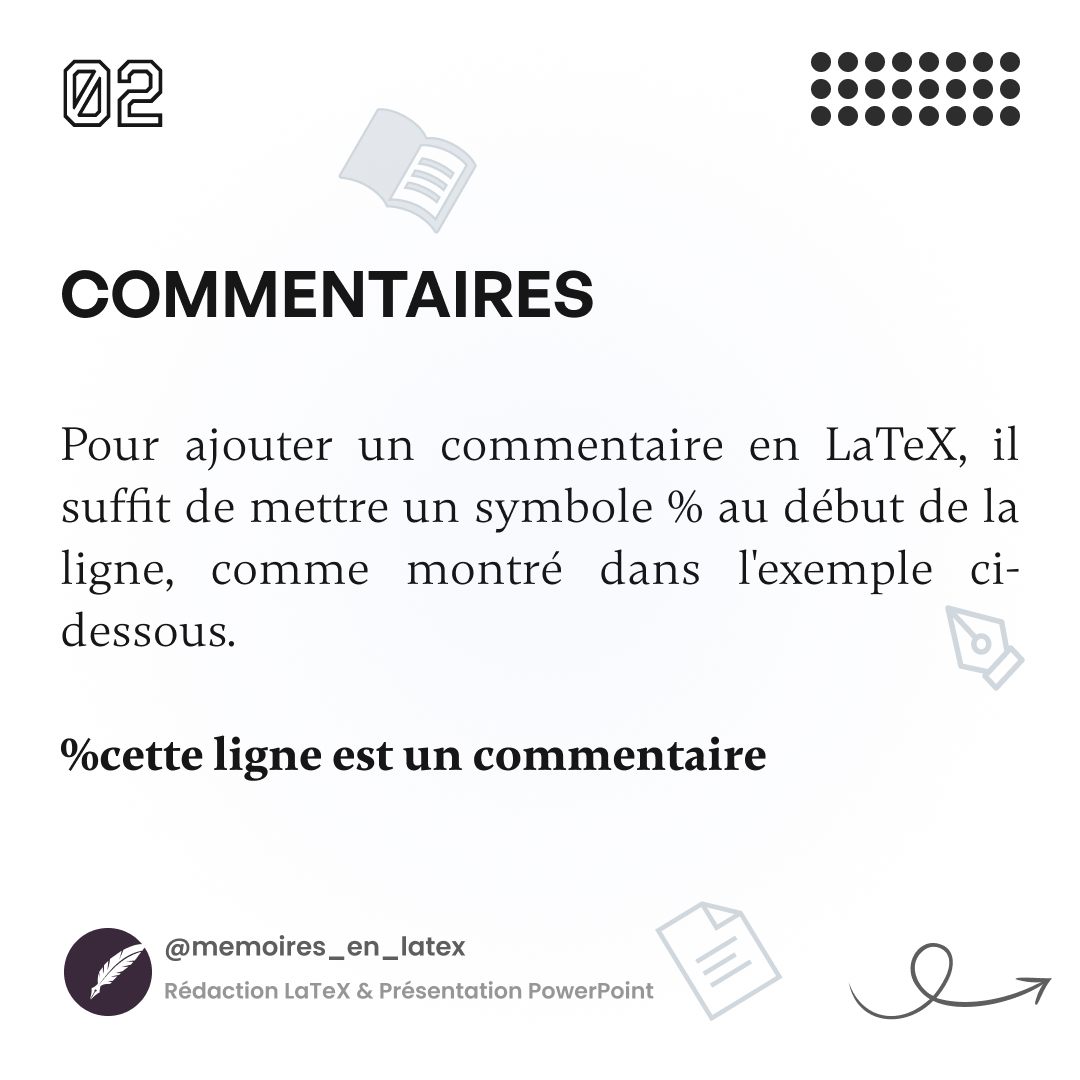 02
COMMENTAIRES
Pour ajouter un commentaire en LaTeX, il
suffit de mettre un symbole % au début de la
ligne, comme montré dans l'exemple ci-
dessous.
%cette ligne est un commentaire
@memoires_en_latex
Rédaction LaTeX & Présentation PowerPoint